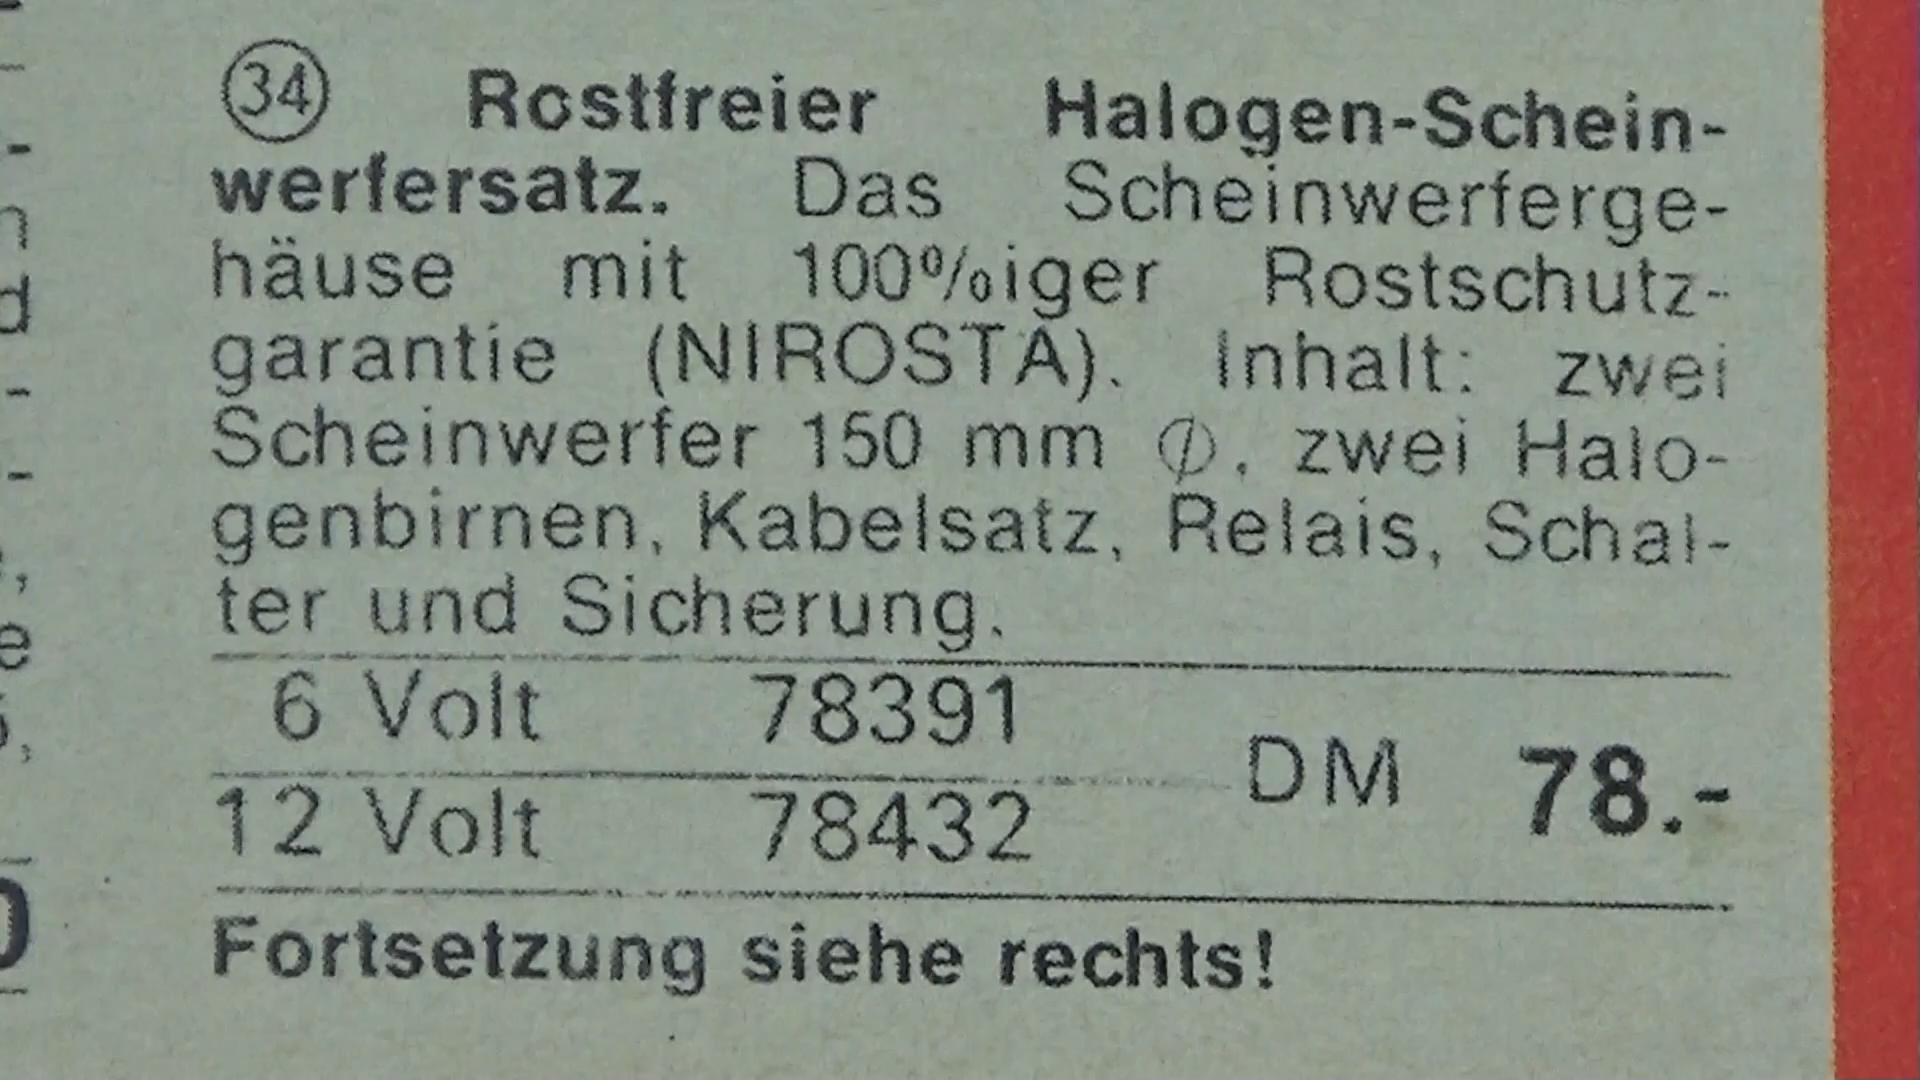 34 Rostfreier Halogen-Schein-
werfersatz. Das Scheinwerferge-
häuse mit 100%iger Rostschutz-
garantie (NIROSTA). Inhalt: zwei
Scheinwerfer 150 mm ∅, zwei Halo-
genbirnen, Kabelsatz, Relais, Schal-
ter und Sicherung.
6 Volt 78391
DM 78.-
12 Volt 78432
Fortsetzung siehe rechts!